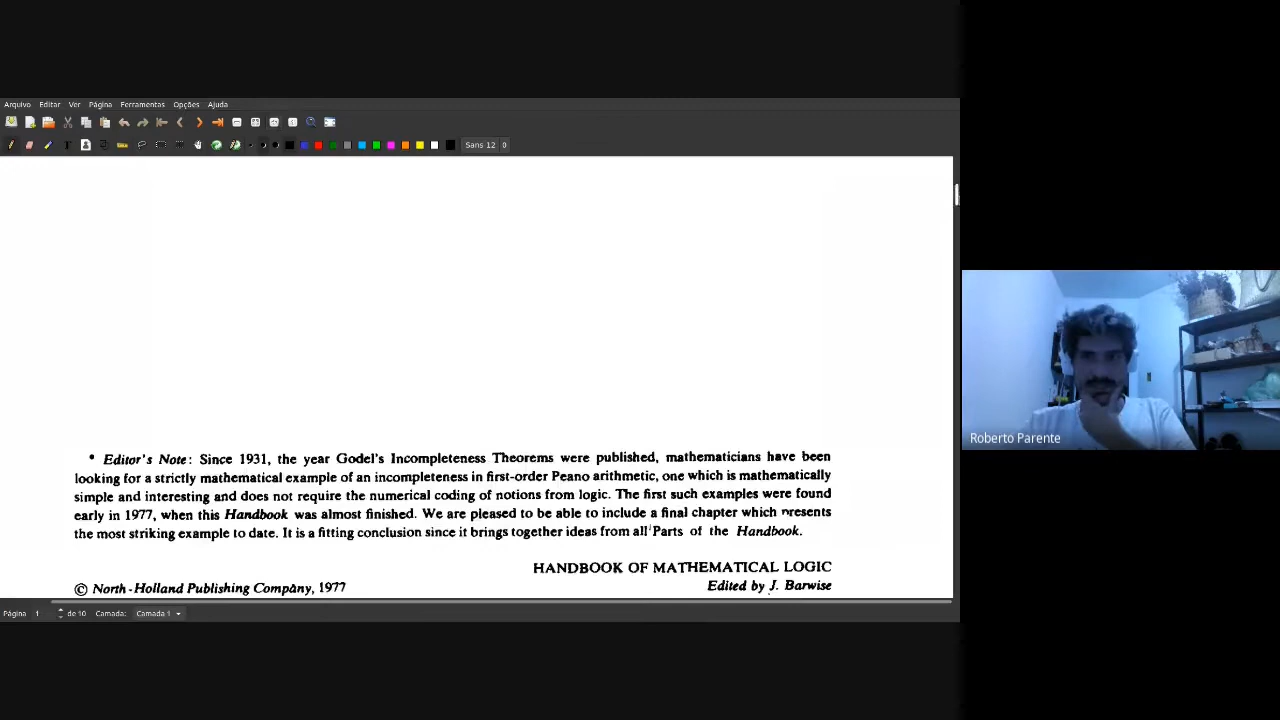 Arquivo Editar Ver Página Ferramentas Opções Ajuda
Sans 12
* Editor's Note: Since 1931, the year Godel's Incompleteness Theorems were published, mathematicians have been
looking for a strictly mathematical example of an incompleteness in first-order Peano arithmetic, one which is mathematically
simple and interesting and does not require the numerical coding of notions from logic. The first such examples were found
early in 1977, when this Handbook was almost finished. We are pleased to be able to include a final chapter which presents
the most striking example to date. It is a fitting conclusion since it brings together ideas from all Parts of the Handbook.
HANDBOOK OF MATHEMATICAL LOGIC
© North-Holland Publishing Company, 1977
Edited by J. Barwise
Página 1 de 10 Camada: Camada 1
Roberto Parente